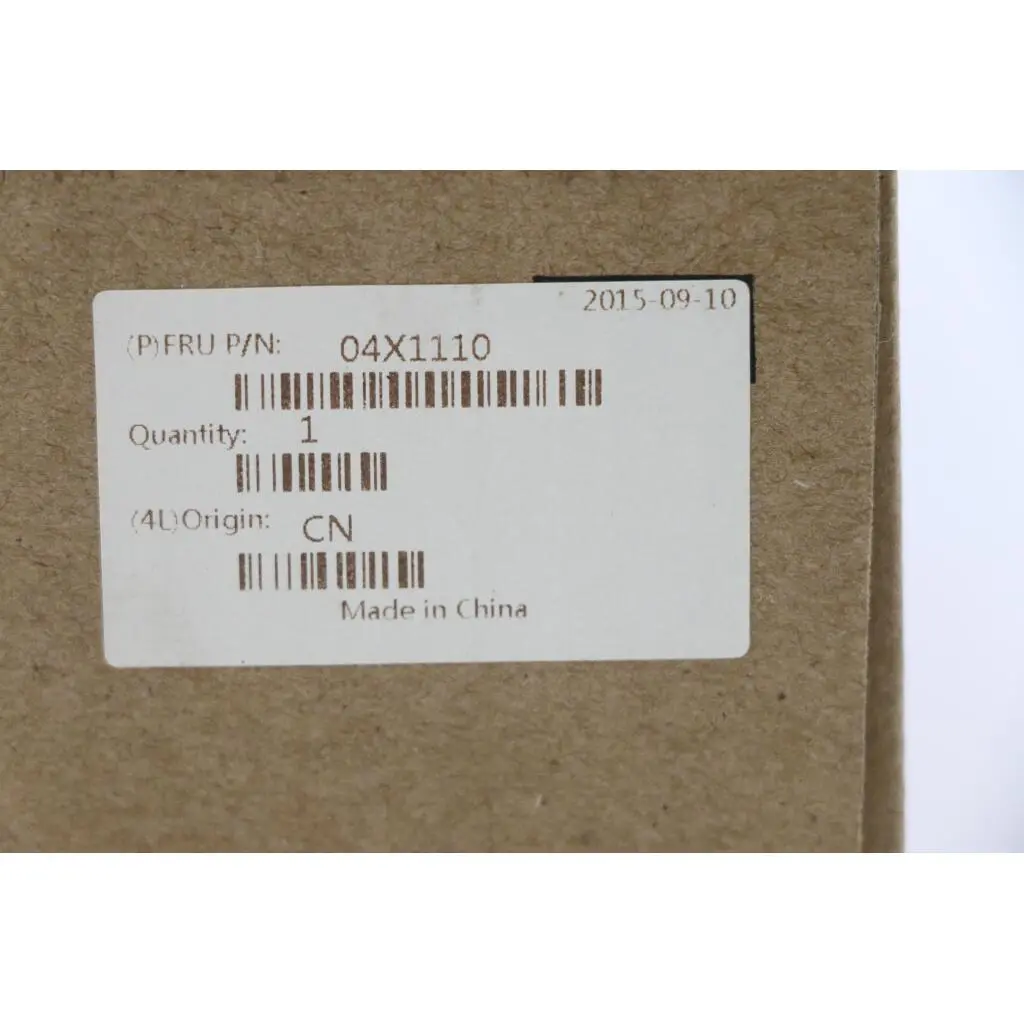 2015-09-10
(P)FRU P/N: 04X1110
Quantity: 1
(4L)Origin: CN
Made in China